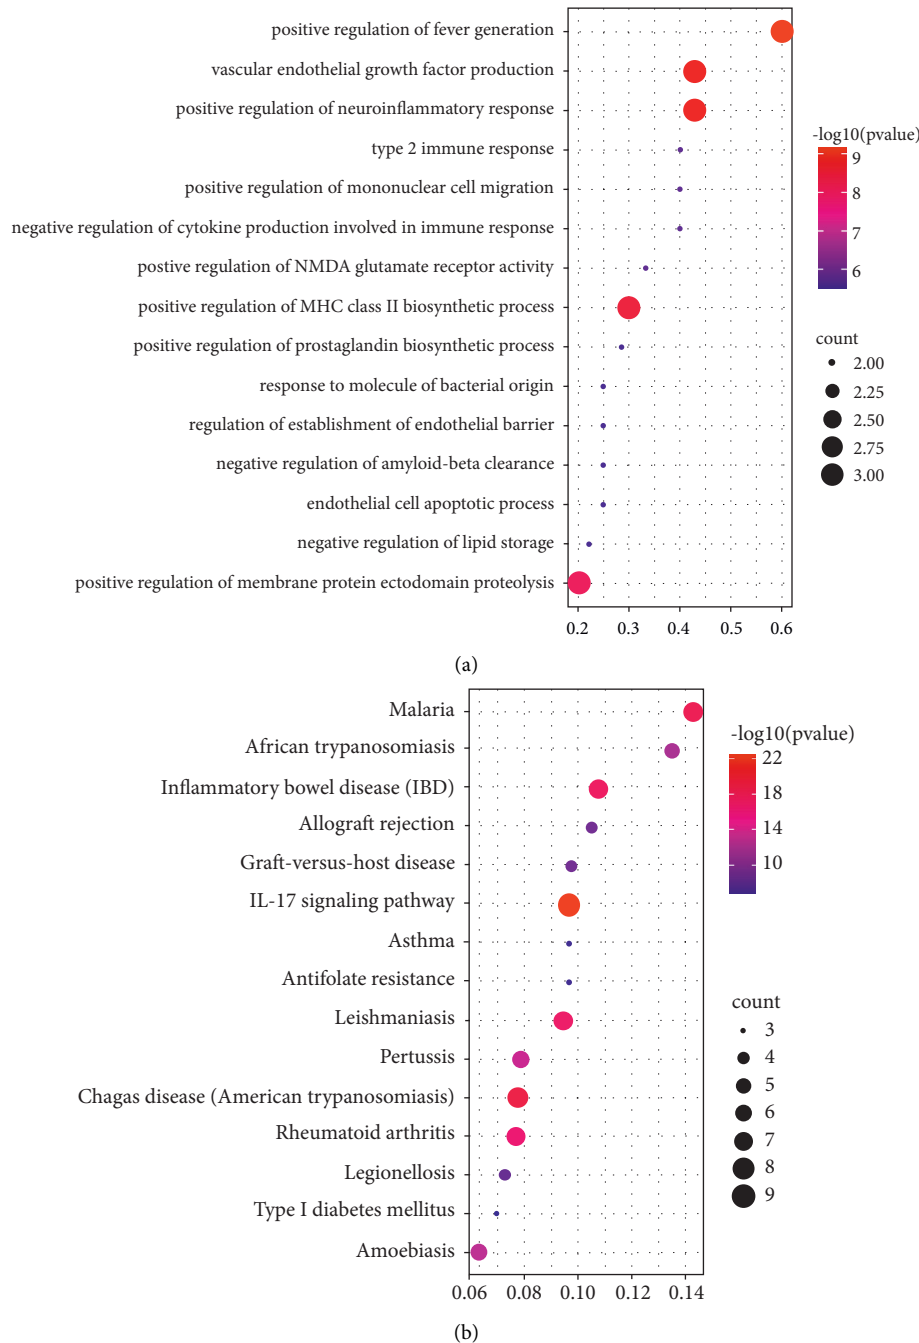 positive regulation of fever generation
vascular endothelial growth factor production
positive regulation of neuroinflammatory response
type 2 immune response
positive regulation of mononuclear cell migration
negative regulation of cytokine production involved in immune response
postive regulation of NMDA glutamate receptor activity
positive regulation of MHC class II biosynthetic process
positive regulation of prostaglandin biosynthetic process
response to molecule of bacterial origin
regulation of establishment of endothelial barrier
negative regulation of amyloid-beta clearance
endothelial cell apoptotic process
negative regulation of lipid storage
positive regulation of membrane protein ectodomain proteolysis
0.2 0.3 0.4 0.5 0.6
-log10(pvalue)
9
8
7
6
count
2.00
2.25
2.50
2.75
3.00
(a)
Malaria
African trypanosomiasis
Inflammatory bowel disease (IBD)
Allograft rejection
Graft-versus-host disease
IL-17 signaling pathway
Asthma
Antifolate resistance
Leishmaniasis
Pertussis
Chagas disease (American trypanosomiasis)
Rheumatoid arthritis
Legionellosis
Type I diabetes mellitus
Amoebiasis
0.06 0.08 0.10 0.12 0.14
-log10(pvalue)
22
18
14
10
count
3
4
5
6
7
8
9
(b)